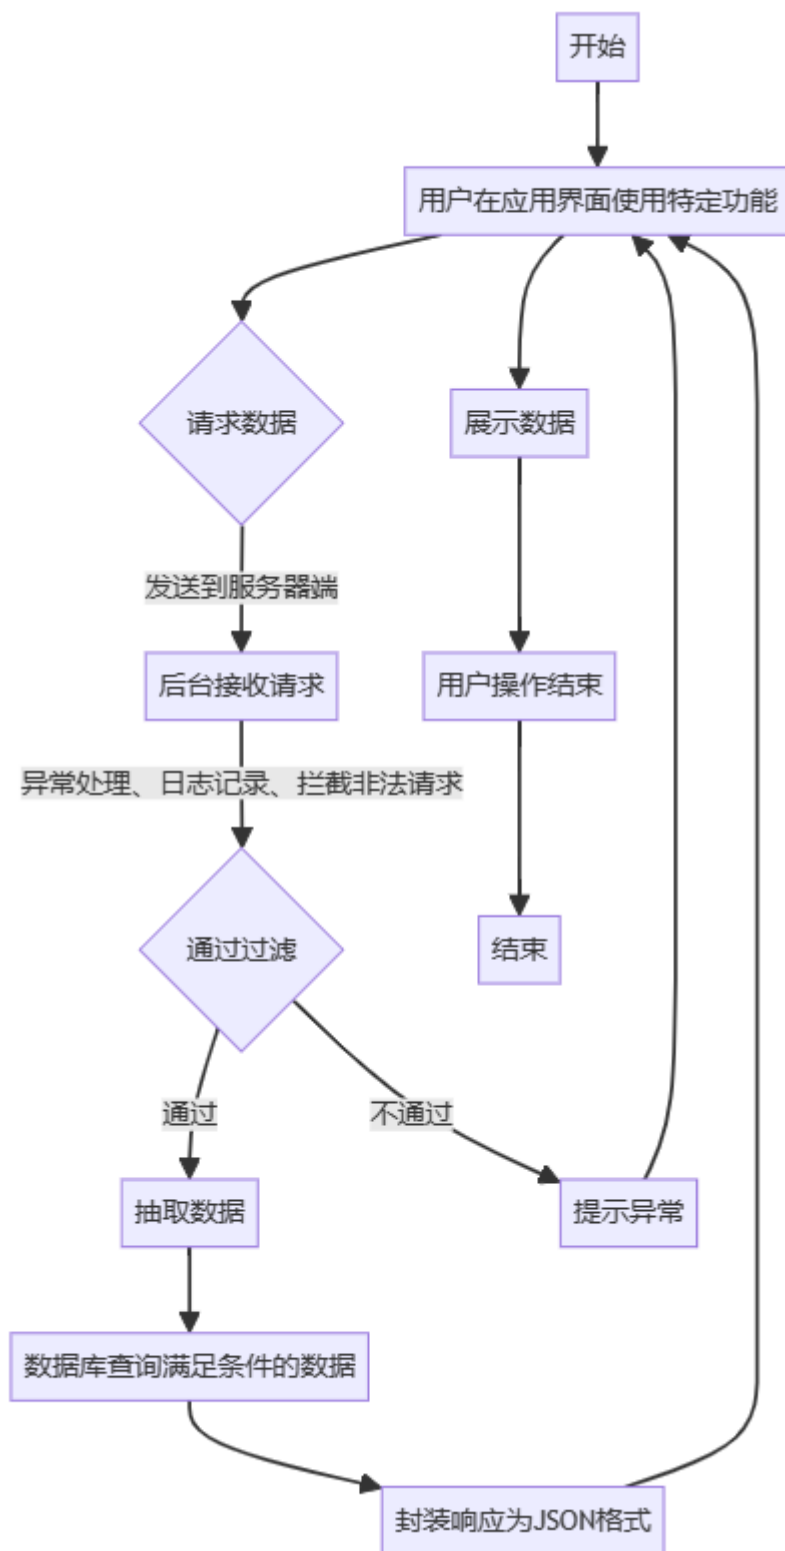 开始
用户在应用界面使用特定功能
请求数据
展示数据
发送到服务器端
后台接收请求
用户操作结束
异常处理、日志记录、拦截非法请求
通过过滤
结束
通过
不通过
抽取数据
提示异常
数据库查询满足条件的数据
封装响应为JSON格式